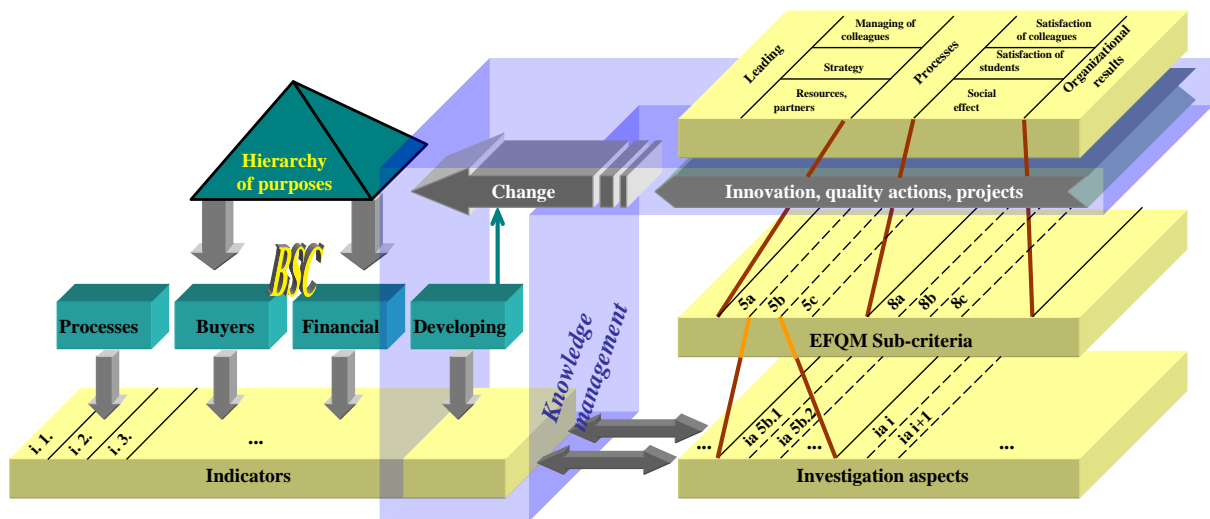 Managing of
colleagues
Satisfaction
of colleagues
Leading
Strategy
Processes
Satisfaction of
students
Organizational
results
Resources,
partners
Social
effect
Hierarchy
of purposes
Change
Innovation, quality actions, projects
BSC
Processes
Buyers
Financial
Developing
Knowledge
management
5a
5b
5c
8a
8b
8c
EFQM Sub-criteria
i. 1.
i. 2.
i. 3.
...
Indicators
...
ia 5b.1
ia 5b.2
...
ia i
ia i+1
...
Investigation aspects